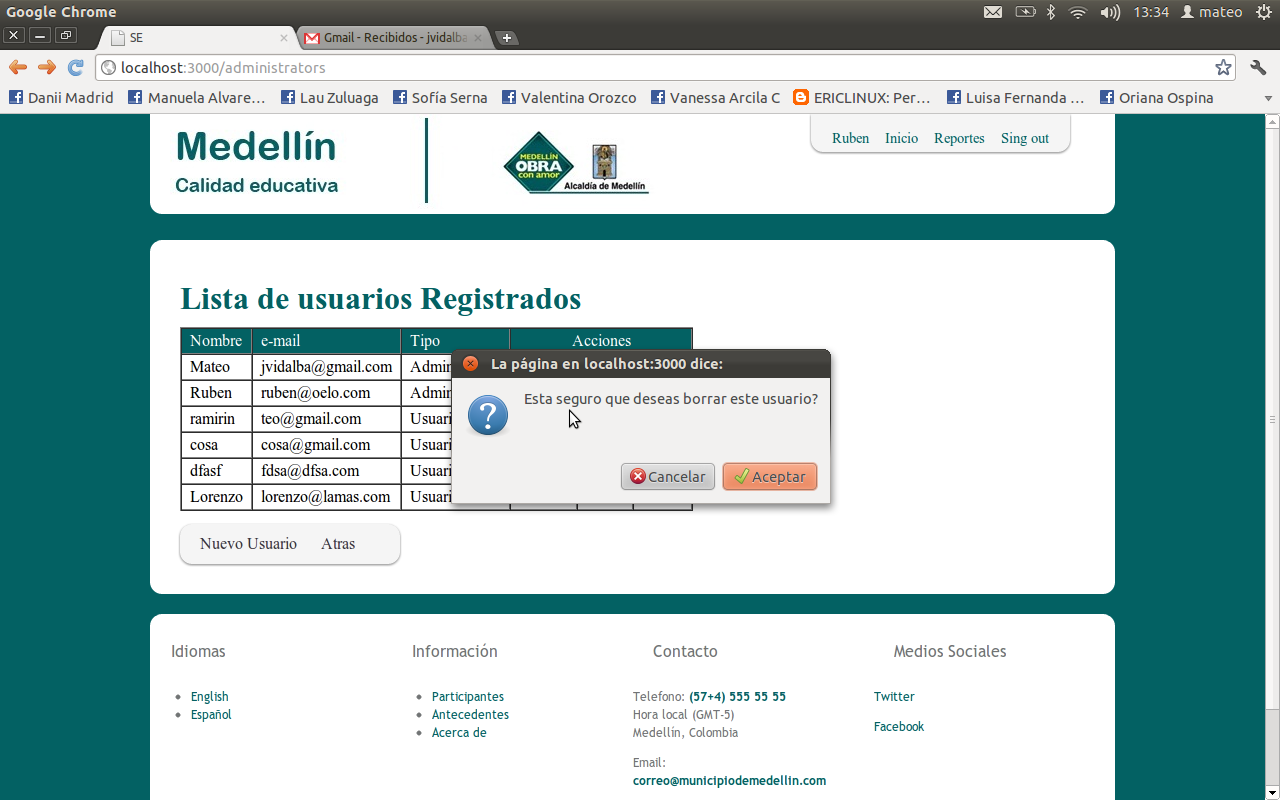 Google Chrome
13:34 mateo
SE
Gmail - Recibidos - jvidalba
localhost:3000/administrators
Danii Madrid
Manuela Alvare...
Lau Zuluaga
Sofía Serna
Valentina Orozco
Vanessa Arcila C
ERICLINUX: Per...
Luisa Fernanda ...
Oriana Ospina
Medellín
Calidad educativa
MEDELLÍN
OBRA
con amor
Alcaldía de Medellín
Ruben Inicio Reportes Sing out
Lista de usuarios Registrados
Nombre e-mail Tipo Acciones
Mateo jvidalba@gmail.com Admin
Ruben ruben@oelo.com Admin
ramirin teo@gmail.com Usuari
cosa cosa@gmail.com Usuari
dfasf fdsa@dfsa.com Usuari
Lorenzo lorenzo@lamas.com Usuari
La página en localhost:3000 dice:
Esta seguro que deseas borrar este usuario?
Cancelar Aceptar
Nuevo Usuario Atras
Idiomas
English
Español
Información
Participantes
Antecedentes
Acerca de
Contacto
Telefono: (57+4) 555 55 55
Hora local (GMT-5)
Medellín, Colombia
Email:
correo@municipiodemedellin.com
Medios Sociales
Twitter
Facebook